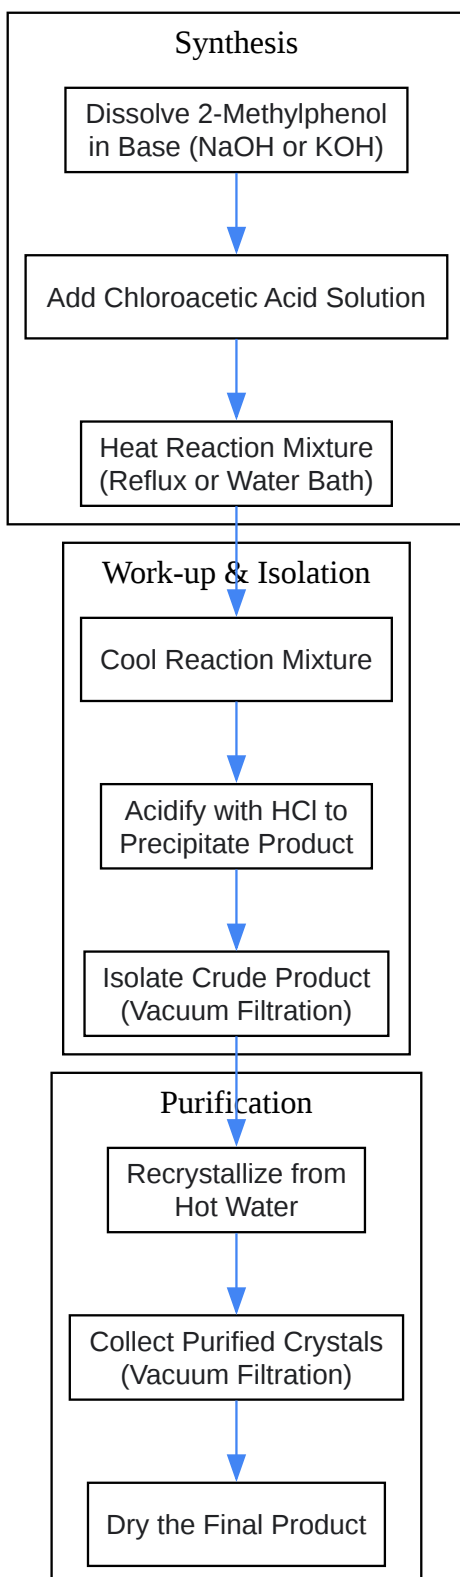 Synthesis
Dissolve 2-Methylphenol
in Base (NaOH or KOH)
Add Chloroacetic Acid Solution
Heat Reaction Mixture
(Reflux or Water Bath)
Work-up & Isolation
Cool Reaction Mixture
Acidify with HCl to
Precipitate Product
Isolate Crude Product
(Vacuum Filtration)
Purification
Recrystallize from
Hot Water
Collect Purified Crystals
(Vacuum Filtration)
Dry the Final Product